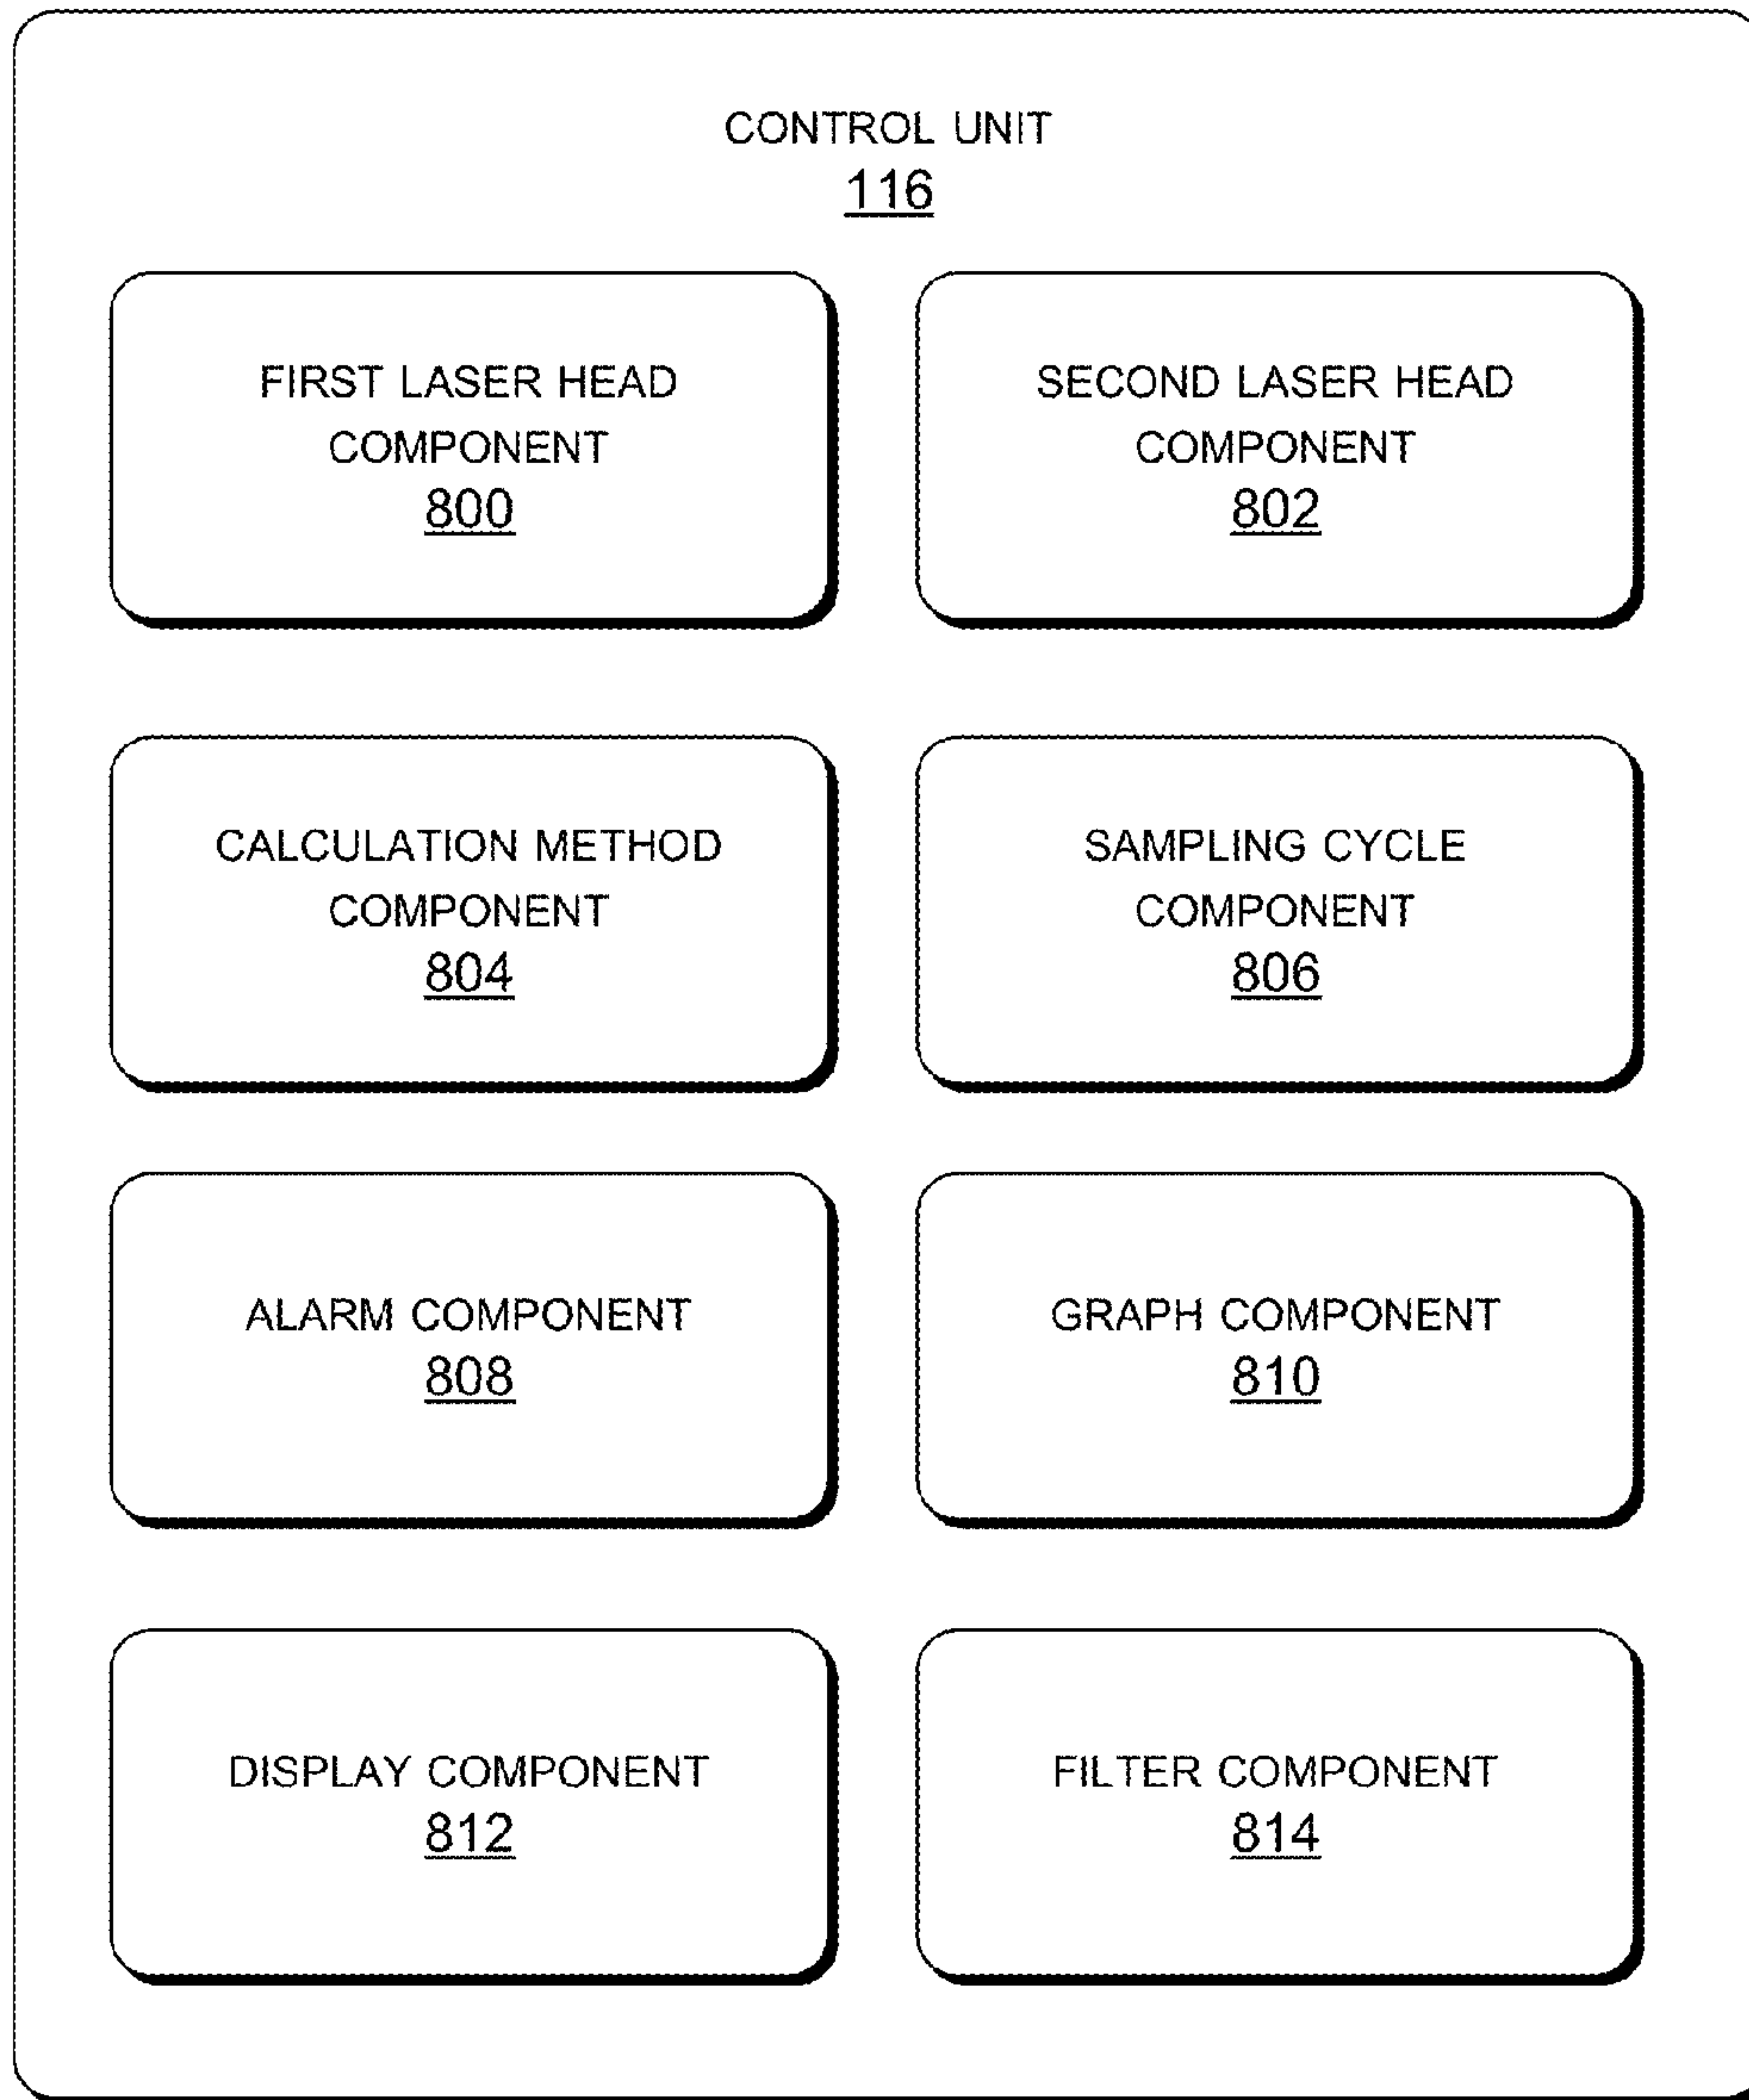 CONTROL UNIT
116
FIRST LASER HEAD
COMPONENT
800
SECOND LASER HEAD
COMPONENT
802
CALCULATION METHOD
COMPONENT
804
SAMPLING CYCLE
COMPONENT
806
ALARM COMPONENT
808
GRAPH COMPONENT
810
DISPLAY COMPONENT
812
FILTER COMPONENT
814